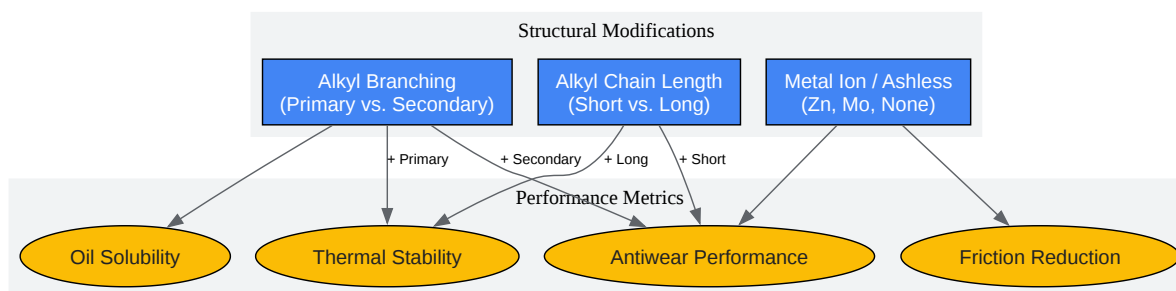 Structural Modifications
Alkyl Branching
(Primary vs. Secondary)
Alkyl Chain Length
(Short vs. Long)
Metal Ion / Ashless
(Zn, Mo, None)
+ Primary
+ Secondary
+ Long
+ Short
Performance Metrics
Oil Solubility
Thermal Stability
Antiwear Performance
Friction Reduction